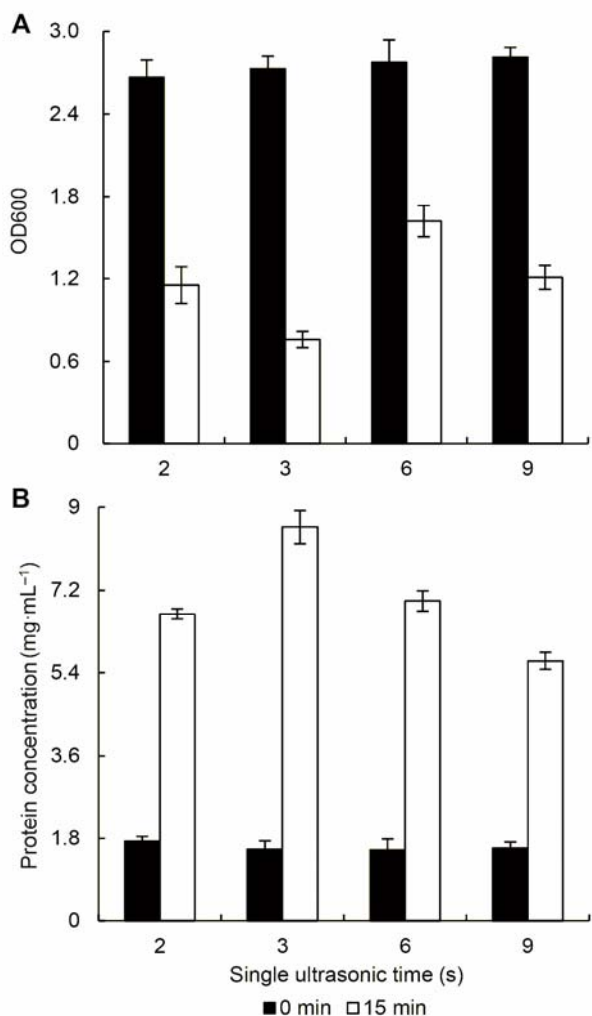 A
3.0
2.4
1.8
1.2
0.6
0
OD600
2 3 6 9
B
9
7.2
5.4
3.6
1.8
0
Protein concentration (mg·mL⁻¹)
2 3 6 9
Single ultrasonic time (s)
0 min 15 min